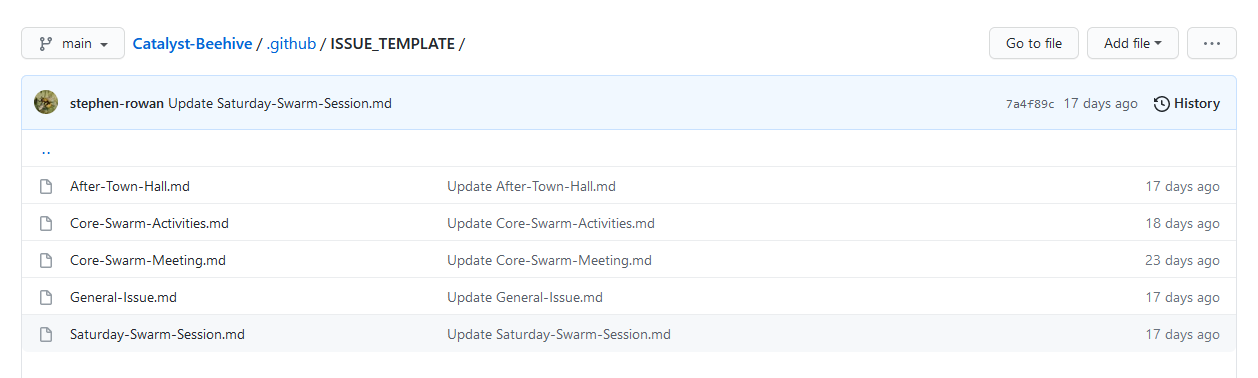 main Catalyst-Beehive / .github / ISSUE_TEMPLATE / Go to file Add file ...
stephen-rowan Update Saturday-Swarm-Session.md 7a4f89c 17 days ago History
..
After-Town-Hall.md Update After-Town-Hall.md 17 days ago
Core-Swarm-Activities.md Update Core-Swarm-Activities.md 18 days ago
Core-Swarm-Meeting.md Update Core-Swarm-Meeting.md 23 days ago
General-Issue.md Update General-Issue.md 17 days ago
Saturday-Swarm-Session.md Update Saturday-Swarm-Session.md 17 days ago